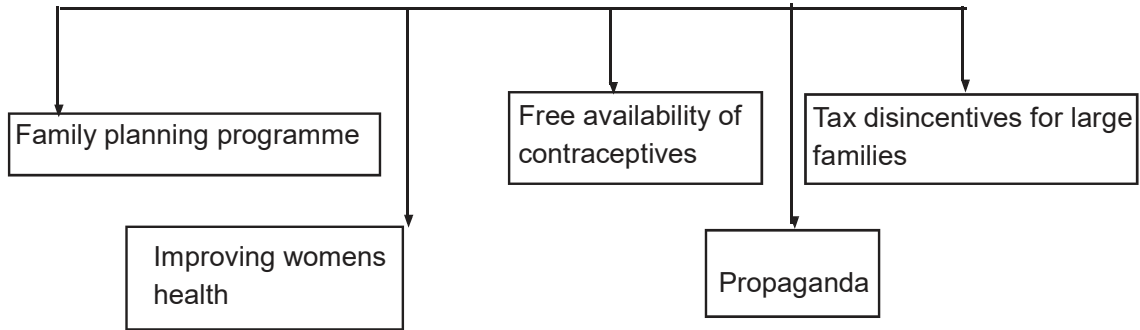 Family planning programme
Improving womens
health
Free availability of
contraceptives
Propaganda
Tax disincentives for large
families